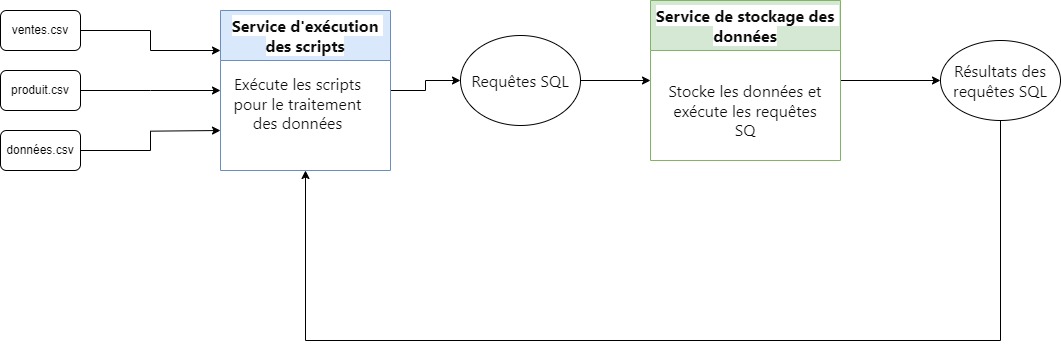 ventes.csv
produit.csv
données.csv
Service d'exécution
des scripts
Exécute les scripts
pour le traitement
des données
Requêtes SQL
Service de stockage des
données
Stocke les données et
exécute les requêtes
SQ
Résultats des
requêtes SQL